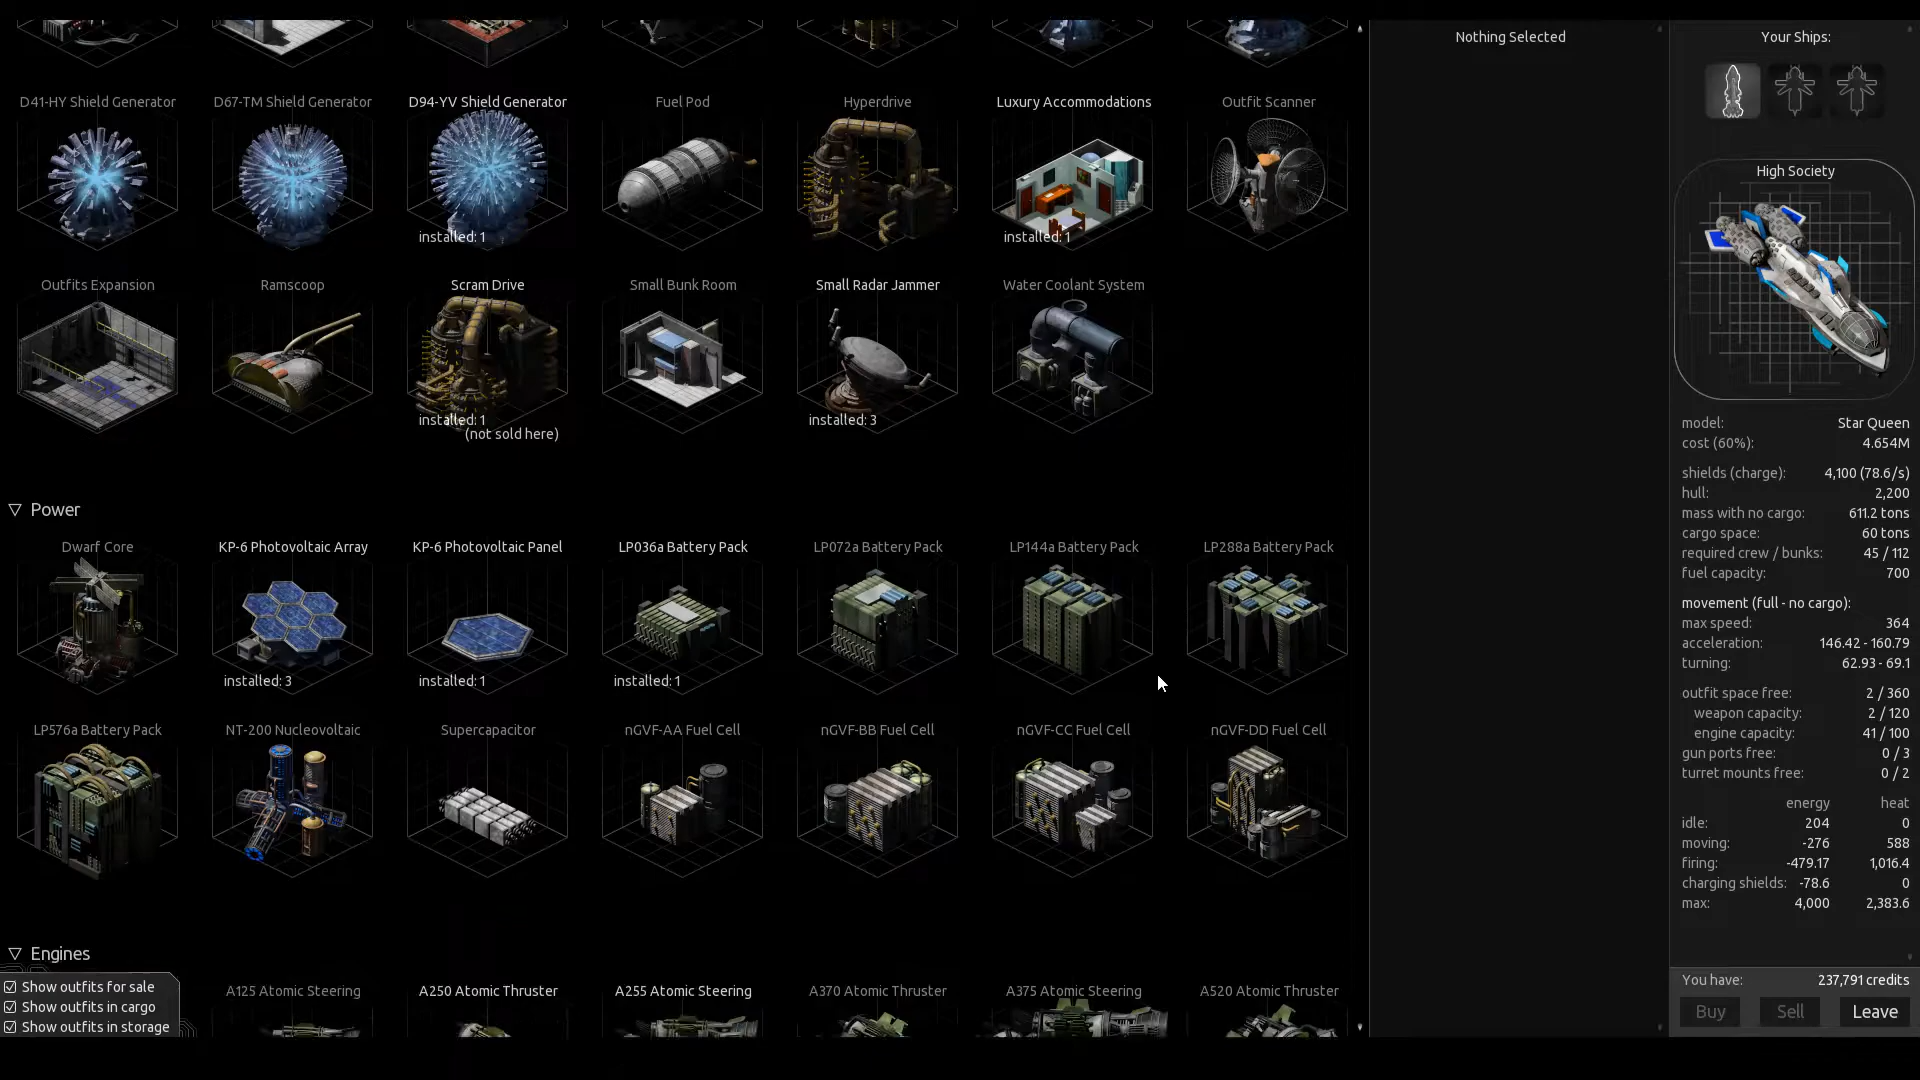 Nothing Selected
Your Ships:
D41-HY Shield Generator
D67-TM Shield Generator
D94-YV Shield Generator
Fuel Pod
Hyperdrive
Luxury Accommodations
Outfit Scanner
installed: 1
installed: 1
Outfits Expansion
Ramscoop
Scram Drive
Small Bunk Room
Small Radar Jammer
Water Coolant System
installed: 1
(not sold here)
installed: 3
Power
Dwarf Core
KP-6 Photovoltaic Array
KP-6 Photovoltaic Panel
LP036a Battery Pack
LP072a Battery Pack
LP144a Battery Pack
LP288a Battery Pack
installed: 3
installed: 1
installed: 1
LP576a Battery Pack
NT-200 Nucleovoltaic
Supercapacitor
nGVF-AA Fuel Cell
nGVF-BB Fuel Cell
nGVF-CC Fuel Cell
nGVF-DD Fuel Cell
Engines
A125 Atomic Steering
A250 Atomic Thruster
A255 Atomic Steering
A370 Atomic Thruster
A375 Atomic Steering
A520 Atomic Thruster
Show outfits for sale
Show outfits in cargo
Show outfits in storage
High Society
model: Star Queen
cost (60%): 4.654M
shields (charge): 4,100 (78.6/s)
hull: 2,200
mass with no cargo: 611.2 tons
cargo space: 60 tons
required crew / bunks: 45 / 112
fuel capacity: 700
movement (full - no cargo):
max speed: 364
acceleration: 146.42 - 160.79
turning: 62.93 - 69.1
outfit space free: 2 / 360
weapon capacity: 2 / 120
engine capacity: 41 / 100
gun ports free: 0 / 3
turret mounts free: 0 / 2
energy heat
idle: 204 0
moving: -276 588
firing: -479.17 1,016.4
charging shields: -78.6 0
max: 4,000 2,383.6
You have: 237,791 credits
Buy
Sell
Leave